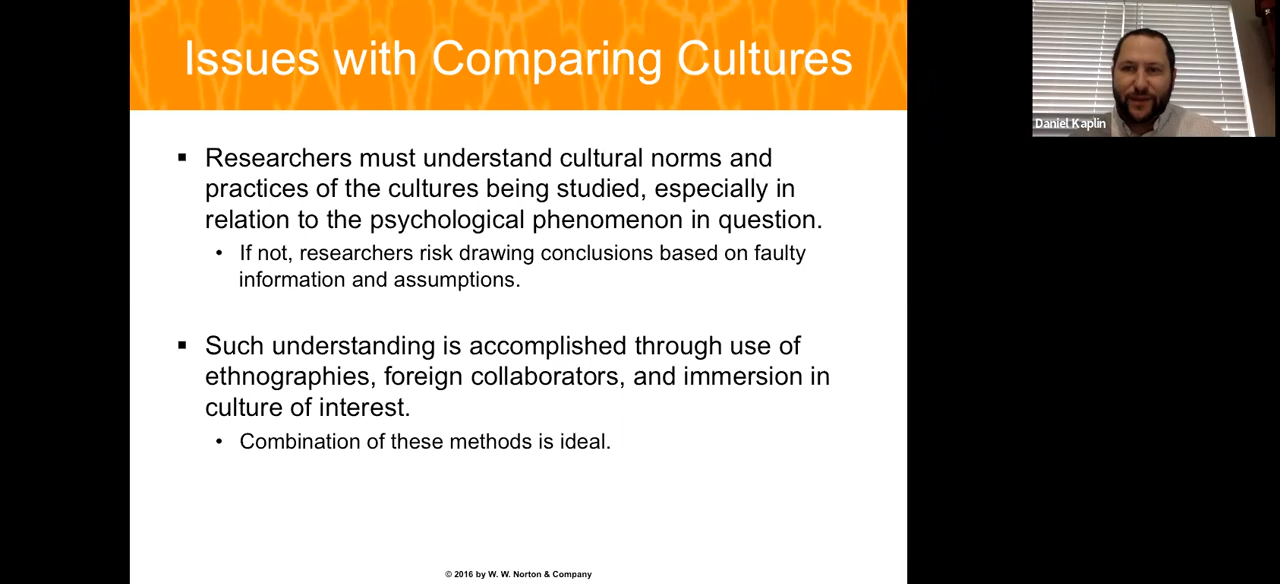 Issues with Comparing Cultures
▪ Researchers must understand cultural norms and
practices of the cultures being studied, especially in
relation to the psychological phenomenon in question.
• If not, researchers risk drawing conclusions based on faulty
information and assumptions.
▪ Such understanding is accomplished through use of
ethnographies, foreign collaborators, and immersion in
culture of interest.
• Combination of these methods is ideal.
© 2016 by W. W. Norton & Company
Daniel Kaplin